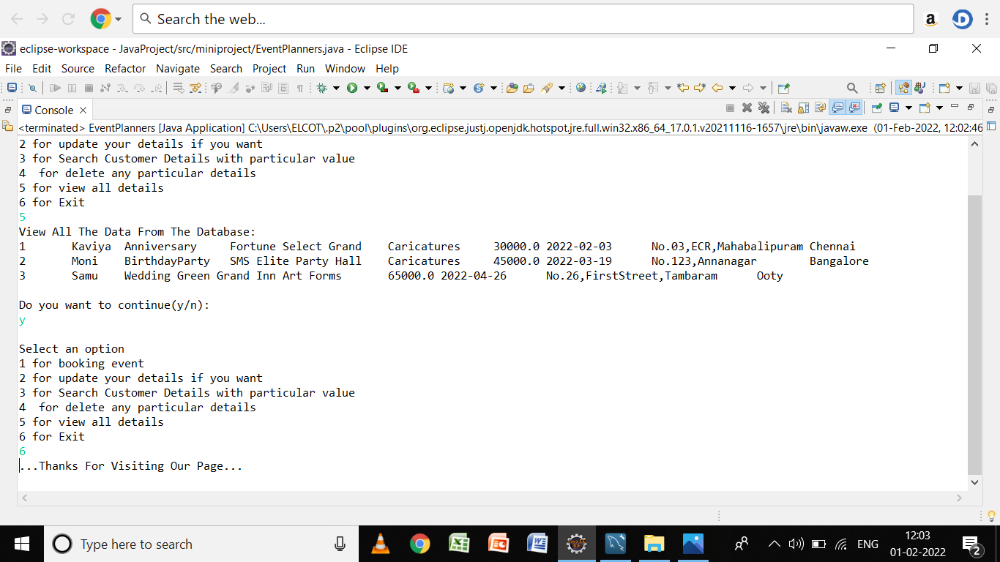 Search the web...
eclipse-workspace - JavaProject/src/miniproject/EventPlanners.java - Eclipse IDE
File Edit Source Refactor Navigate Search Project Run Window Help
Console
<terminated> EventPlanners [Java Application] C:\Users\ELCOT\.p2\pool\plugins\org.eclipse.justj.openjdk.hotspot.jre.full.win32.x86_64_17.0.1.v20211116-1657\jre\bin\javaw.exe (01-Feb-2022, 12:02:46
2 for update your details if you want
3 for Search Customer Details with particular value
4  for delete any particular details
5 for view all details
6 for Exit
5
View All The Data From The Database:
1 Kaviya Anniversary Fortune Select Grand Caricatures 30000.0 2022-02-03 No.03,ECR,Mahabalipuram Chennai
2 Moni BirthdayParty SMS Elite Party Hall Caricatures 45000.0 2022-03-19 No.123,Annanagar Bangalore
3 Samu Wedding Green Grand Inn Art Forms 65000.0 2022-04-26 No.26,FirstStreet,Tambaram Ooty
Do you want to continue(y/n):
y
Select an option
1 for booking event
2 for update your details if you want
3 for Search Customer Details with particular value
4  for delete any particular details
5 for view all details
6 for Exit
6
...Thanks For Visiting Our Page...
Type here to search
ENG
12:03
01-02-2022
2